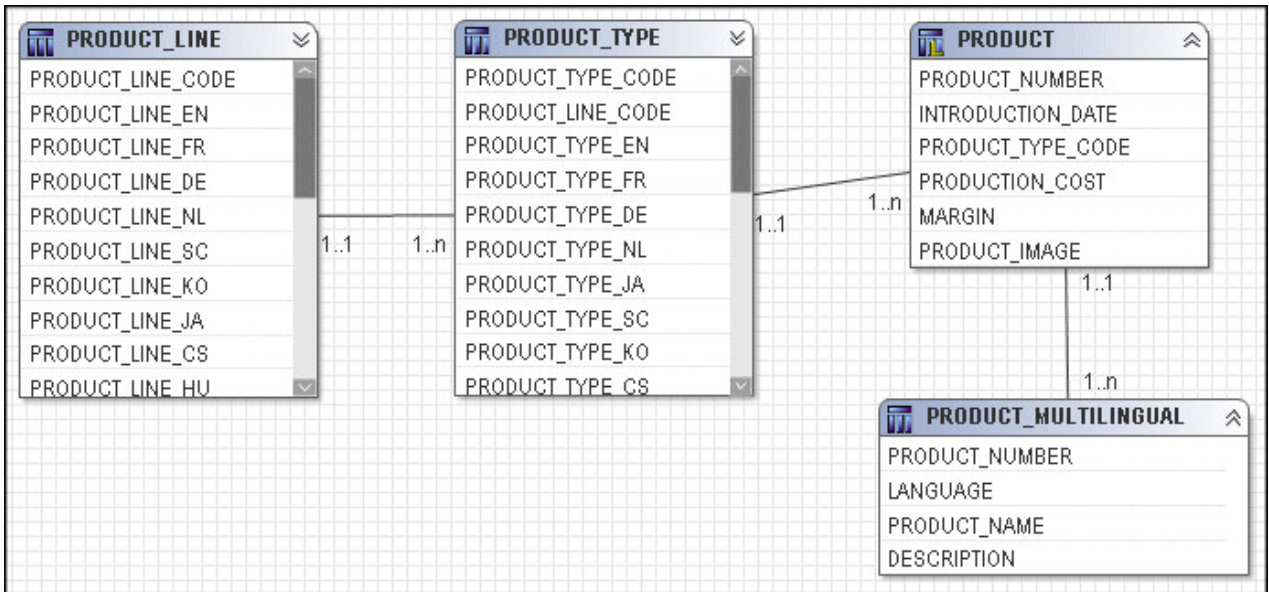 PRODUCT_LINE
PRODUCT_LINE_CODE
PRODUCT_LINE_EN
PRODUCT_LINE_FR
PRODUCT_LINE_DE
PRODUCT_LINE_NL
PRODUCT_LINE_SC
PRODUCT_LINE_KO
PRODUCT_LINE_JA
PRODUCT_LINE_CS
PRODUCT_LINE_HU
1..1
1..n
PRODUCT_TYPE
PRODUCT_TYPE_CODE
PRODUCT_LINE_CODE
PRODUCT_TYPE_EN
PRODUCT_TYPE_FR
PRODUCT_TYPE_DE
PRODUCT_TYPE_NL
PRODUCT_TYPE_JA
PRODUCT_TYPE_SC
PRODUCT_TYPE_KO
PRODUCT_TYPE_CS
1..1
1..n
PRODUCT
PRODUCT_NUMBER
INTRODUCTION_DATE
PRODUCT_TYPE_CODE
PRODUCTION_COST
MARGIN
PRODUCT_IMAGE
1..1
1..n
PRODUCT_MULTILINGUAL
PRODUCT_NUMBER
LANGUAGE
PRODUCT_NAME
DESCRIPTION